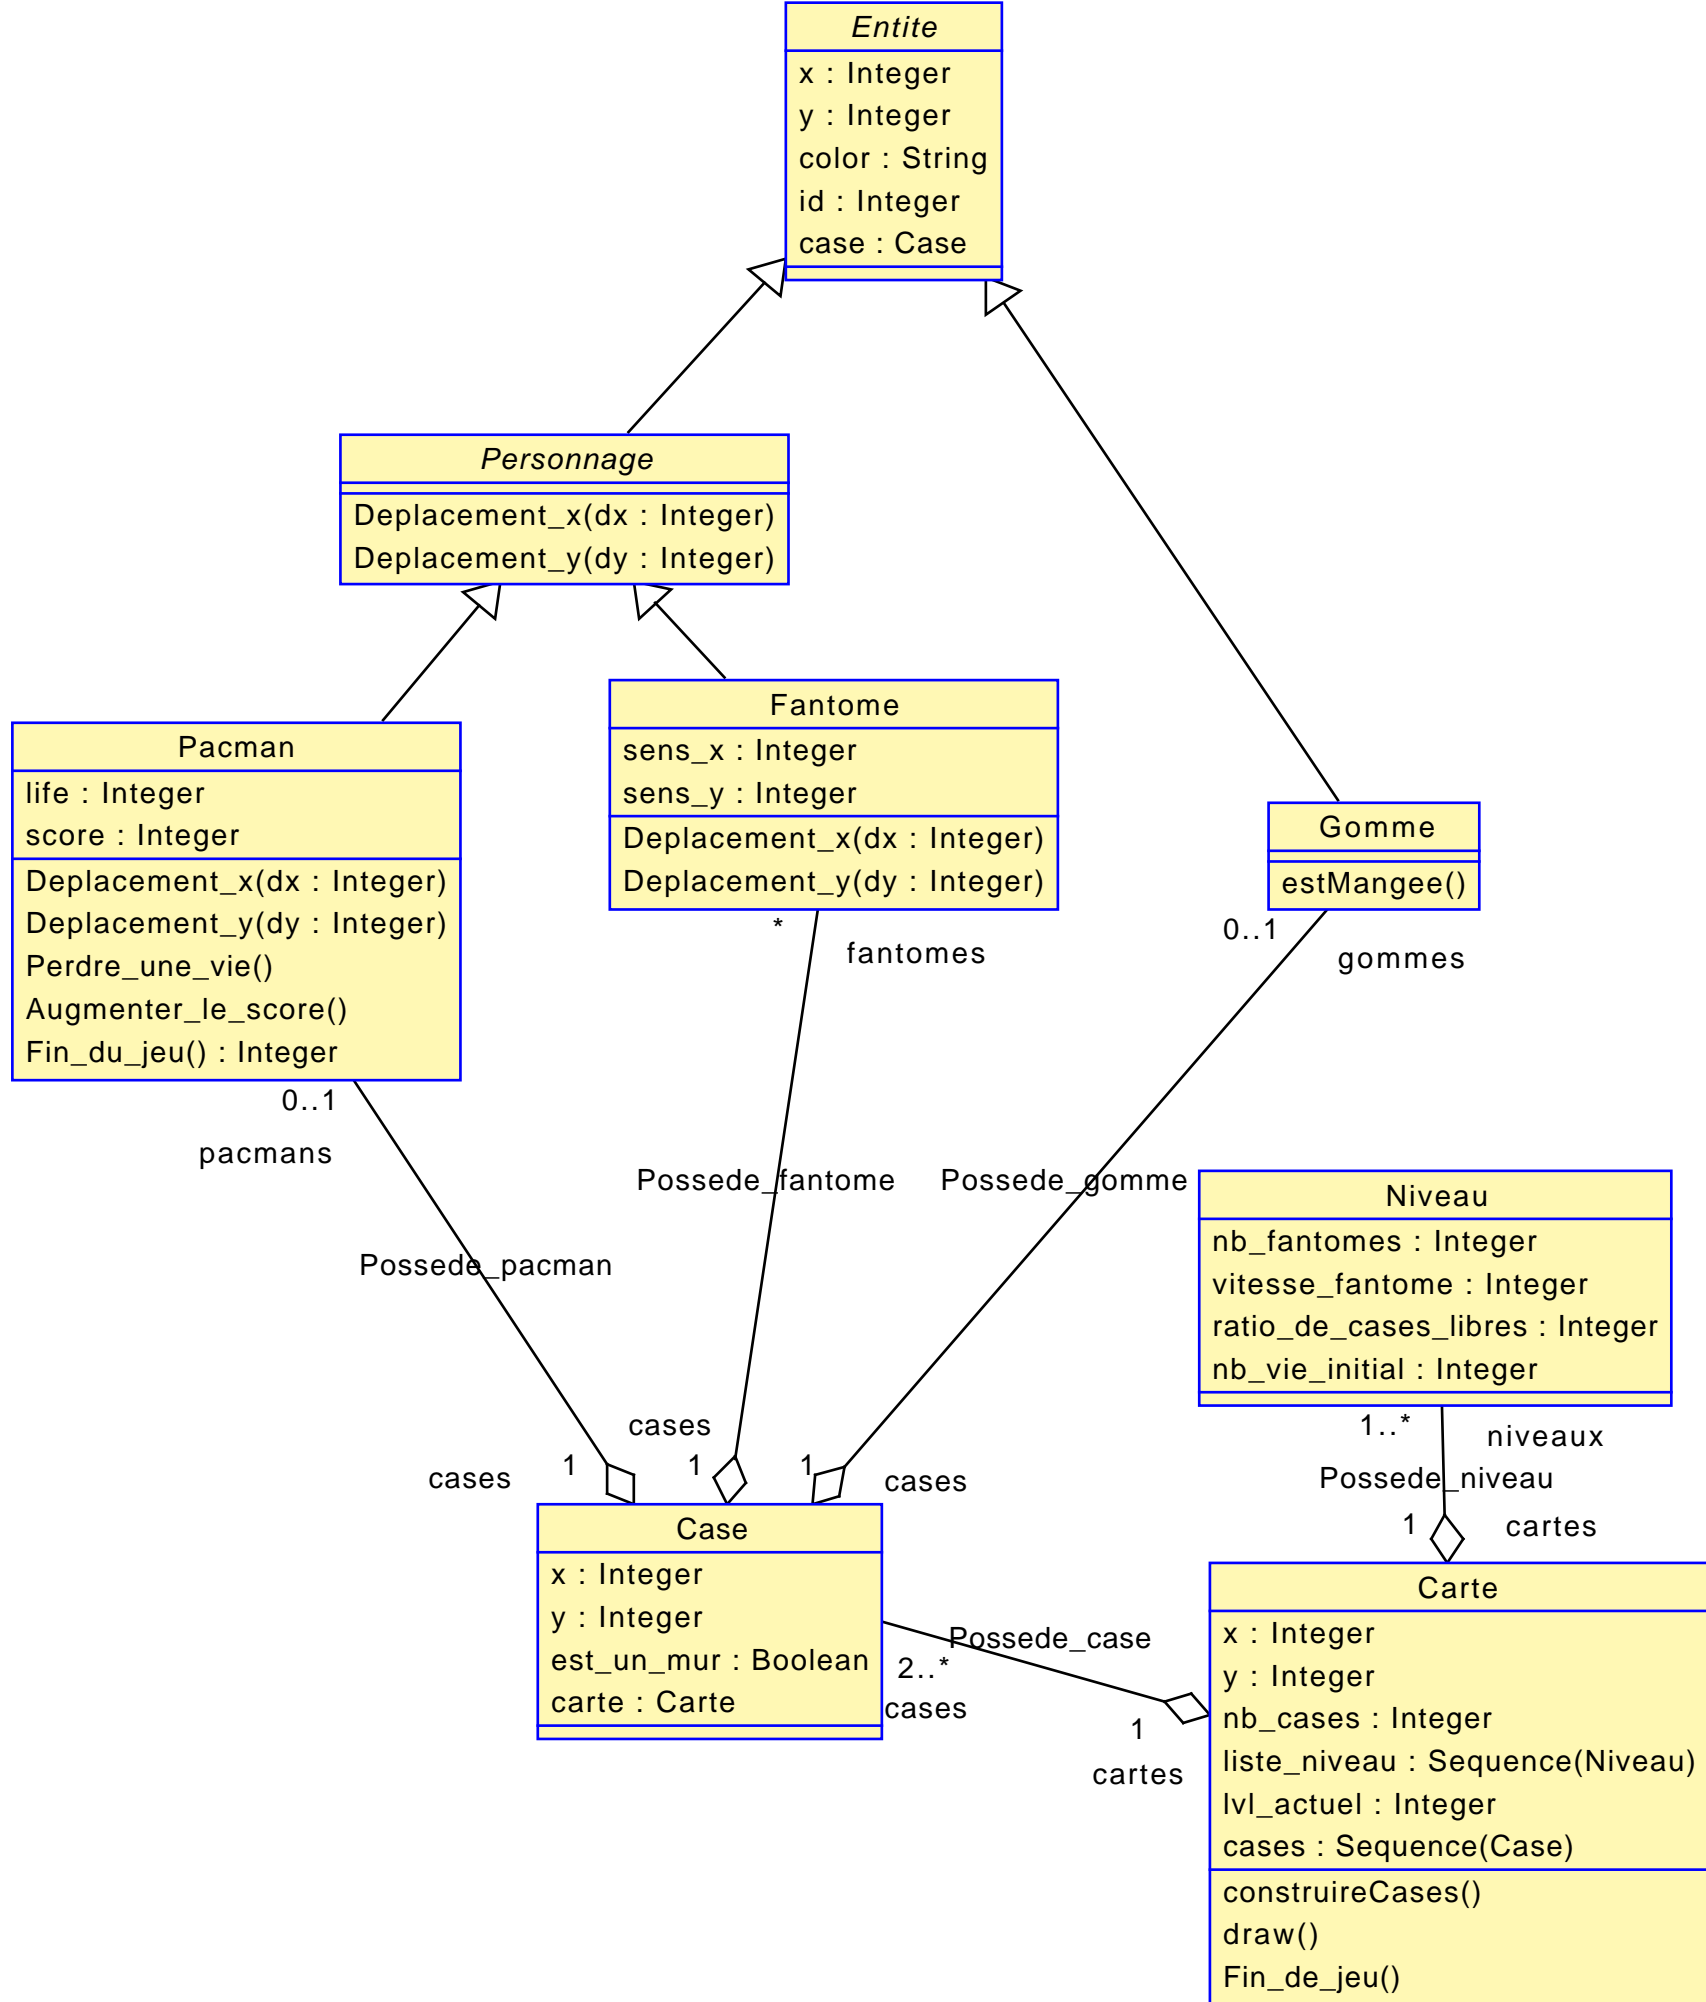 Entite
x : Integer
y : Integer
color : String
id : Integer
case : Case
Personnage
Deplacement_x(dx : Integer)
Deplacement_y(dy : Integer)
Pacman
life : Integer
score : Integer
Deplacement_x(dx : Integer)
Deplacement_y(dy : Integer)
Perdre_une_vie()
Augmenter_le_score()
Fin_du_jeu() : Integer
Fantome
sens_x : Integer
sens_y : Integer
Deplacement_x(dx : Integer)
Deplacement_y(dy : Integer)
Gomme
estMangee()
*
fantomes
0..1
gommes
0..1
pacmans
Possede_fantome
Possede_gomme
Possede_pacman
Niveau
nb_fantomes : Integer
vitesse_fantome : Integer
ratio_de_cases_libres : Integer
nb_vie_initial : Integer
1..*
niveaux
Possede_niveau
1
cartes
cases
1
cases
1
1
cases
Case
x : Integer
y : Integer
est_un_mur : Boolean
carte : Carte
Possede_case
2..*
cases
1
cartes
Carte
x : Integer
y : Integer
nb_cases : Integer
liste_niveau : Sequence(Niveau)
lvl_actuel : Integer
cases : Sequence(Case)
construireCases()
draw()
Fin_de_jeu()